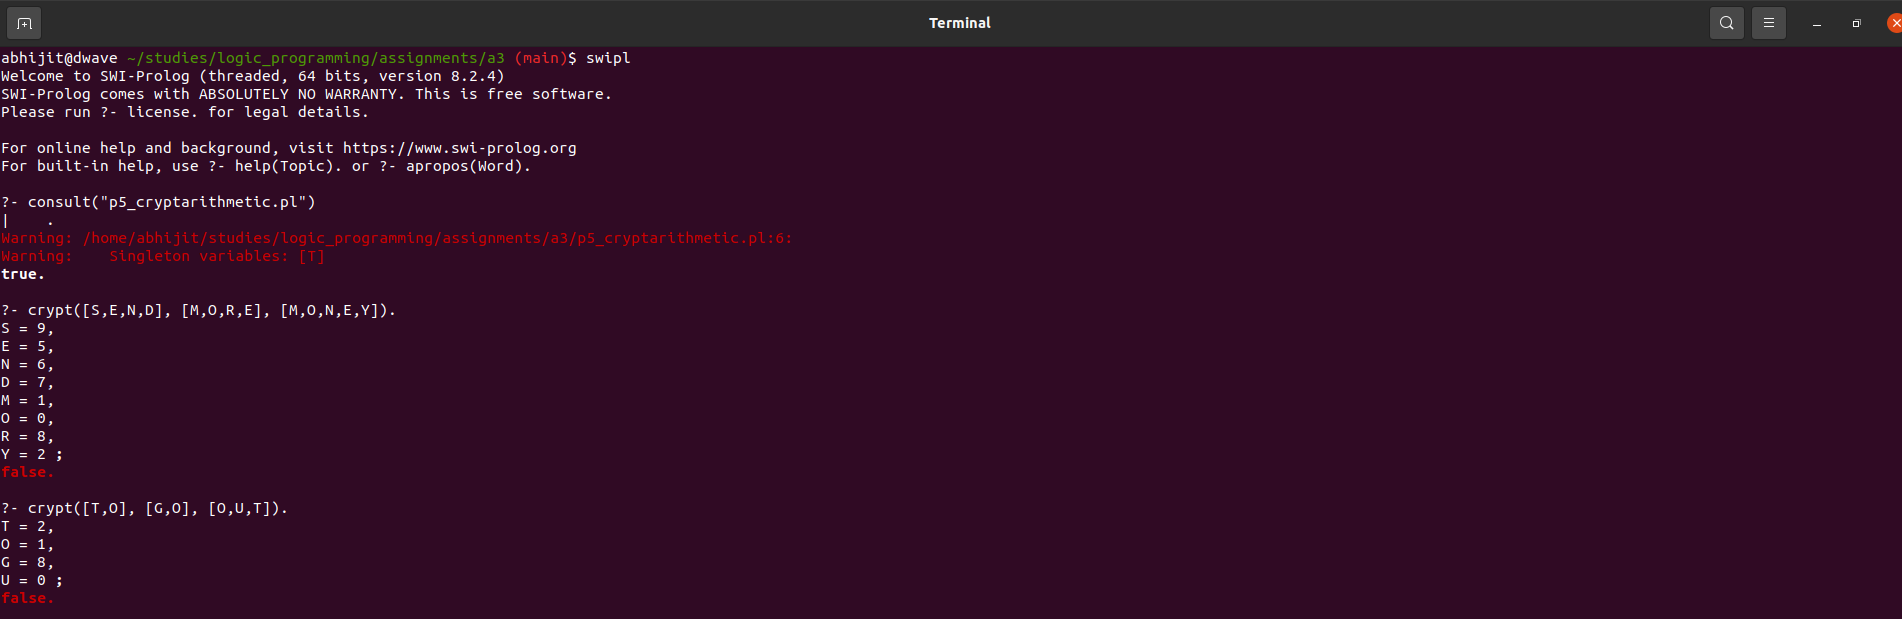 Terminal
abhijit@dwave ~/studies/logic_programming/assignments/a3 (main)$ swipl
Welcome to SWI-Prolog (threaded, 64 bits, version 8.2.4)
SWI-Prolog comes with ABSOLUTELY NO WARRANTY. This is free software.
Please run ?- license. for legal details.
For online help and background, visit https://www.swi-prolog.org
For built-in help, use ?- help(Topic). or ?- apropos(Word).
?- consult("p5_cryptarithmetic.pl")
|    .
Warning: /home/abhijit/studies/logic_programming/assignments/a3/p5_cryptarithmetic.pl:6:
Warning:    Singleton variables: [T]
true.
?- crypt([S,E,N,D], [M,O,R,E], [M,O,N,E,Y]).
S = 9,
E = 5,
N = 6,
D = 7,
M = 1,
O = 0,
R = 8,
Y = 2 ;
false.
?- crypt([T,O], [G,O], [O,U,T]).
T = 2,
O = 1,
G = 8,
U = 0 ;
false.